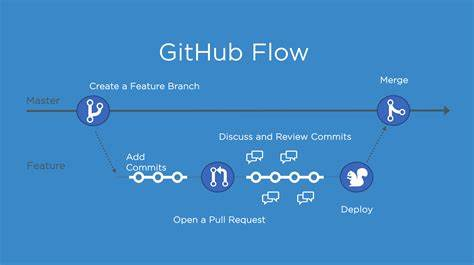 GitHub Flow
Create a Feature Branch
Merge
Master
Discuss and Review Commits
Feature
Add
Commits
Open a Pull Request
Deploy